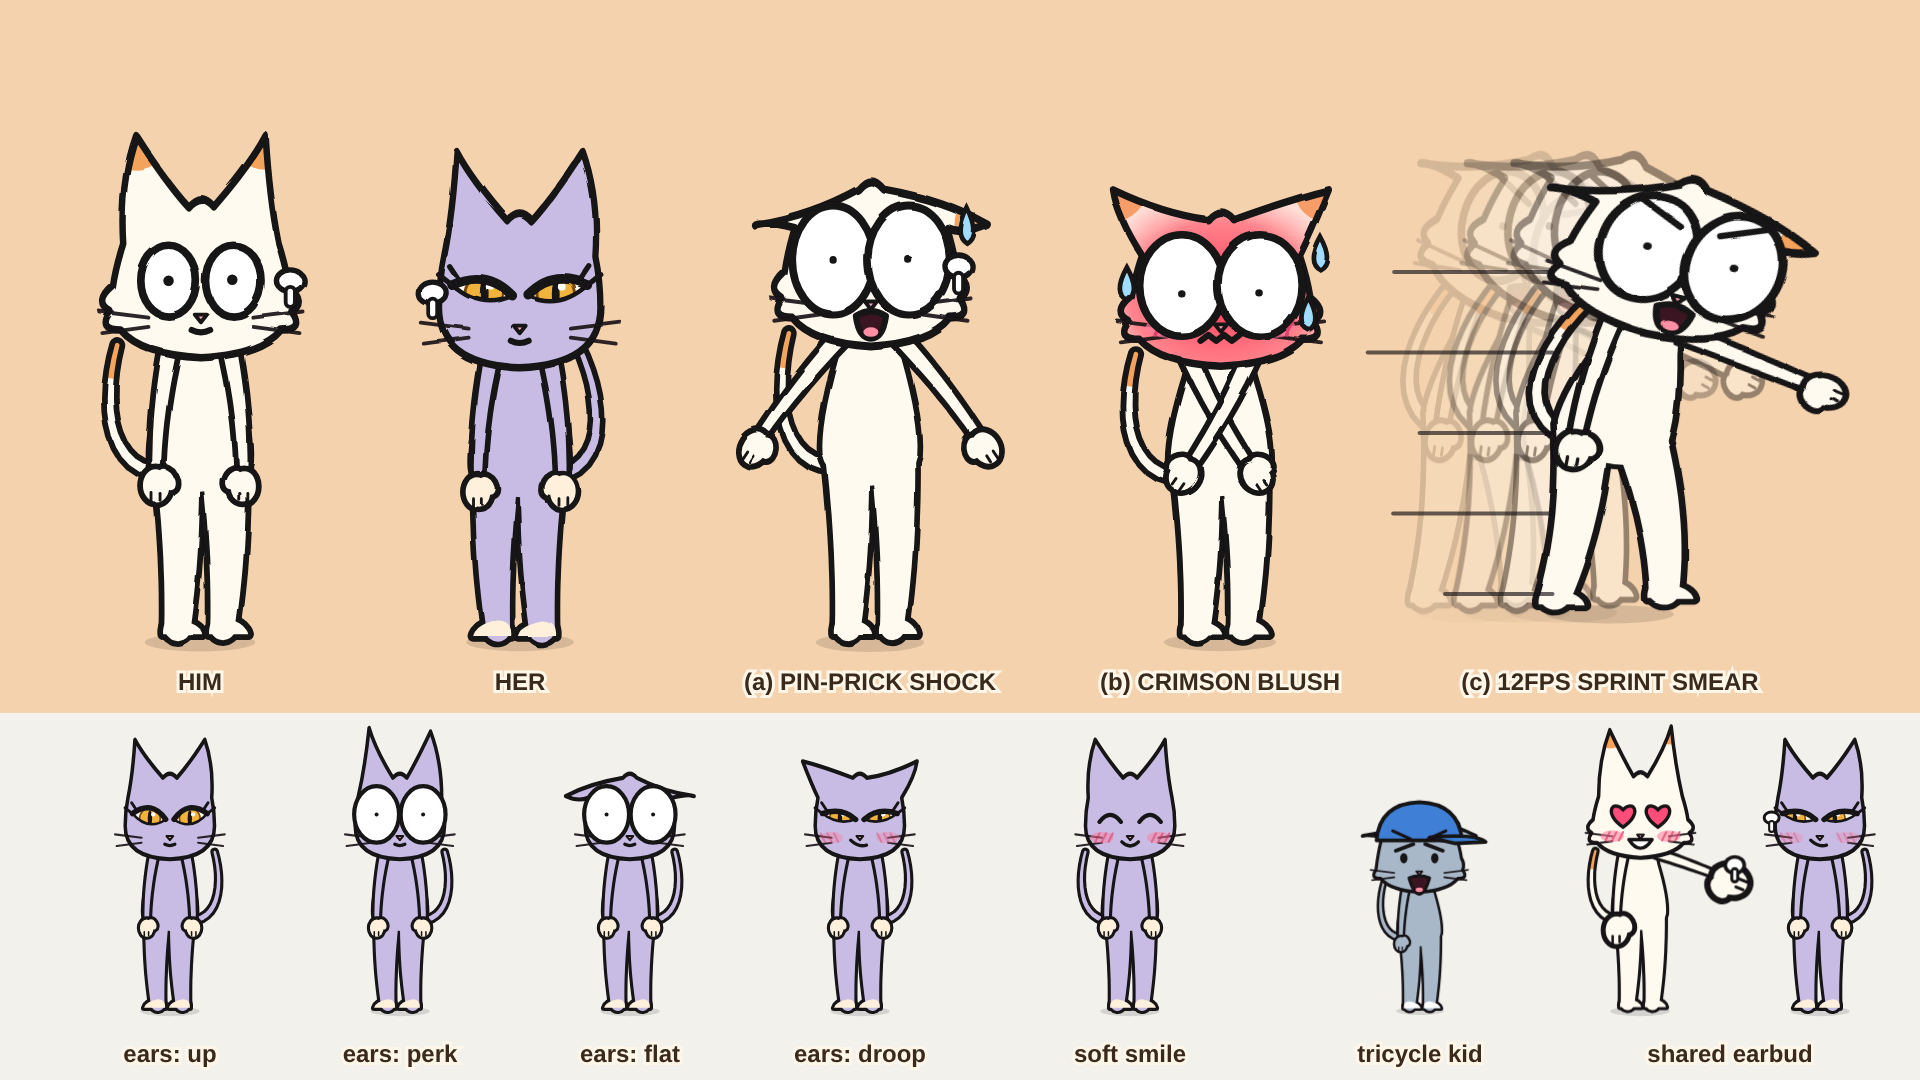 HIM
HER
(a) PIN-PRICK SHOCK
(b) CRIMSON BLUSH
(c) 12FPS SPRINT SMEAR
ears: up
ears: perk
ears: flat
ears: droop
soft smile
tricycle kid
shared earbud